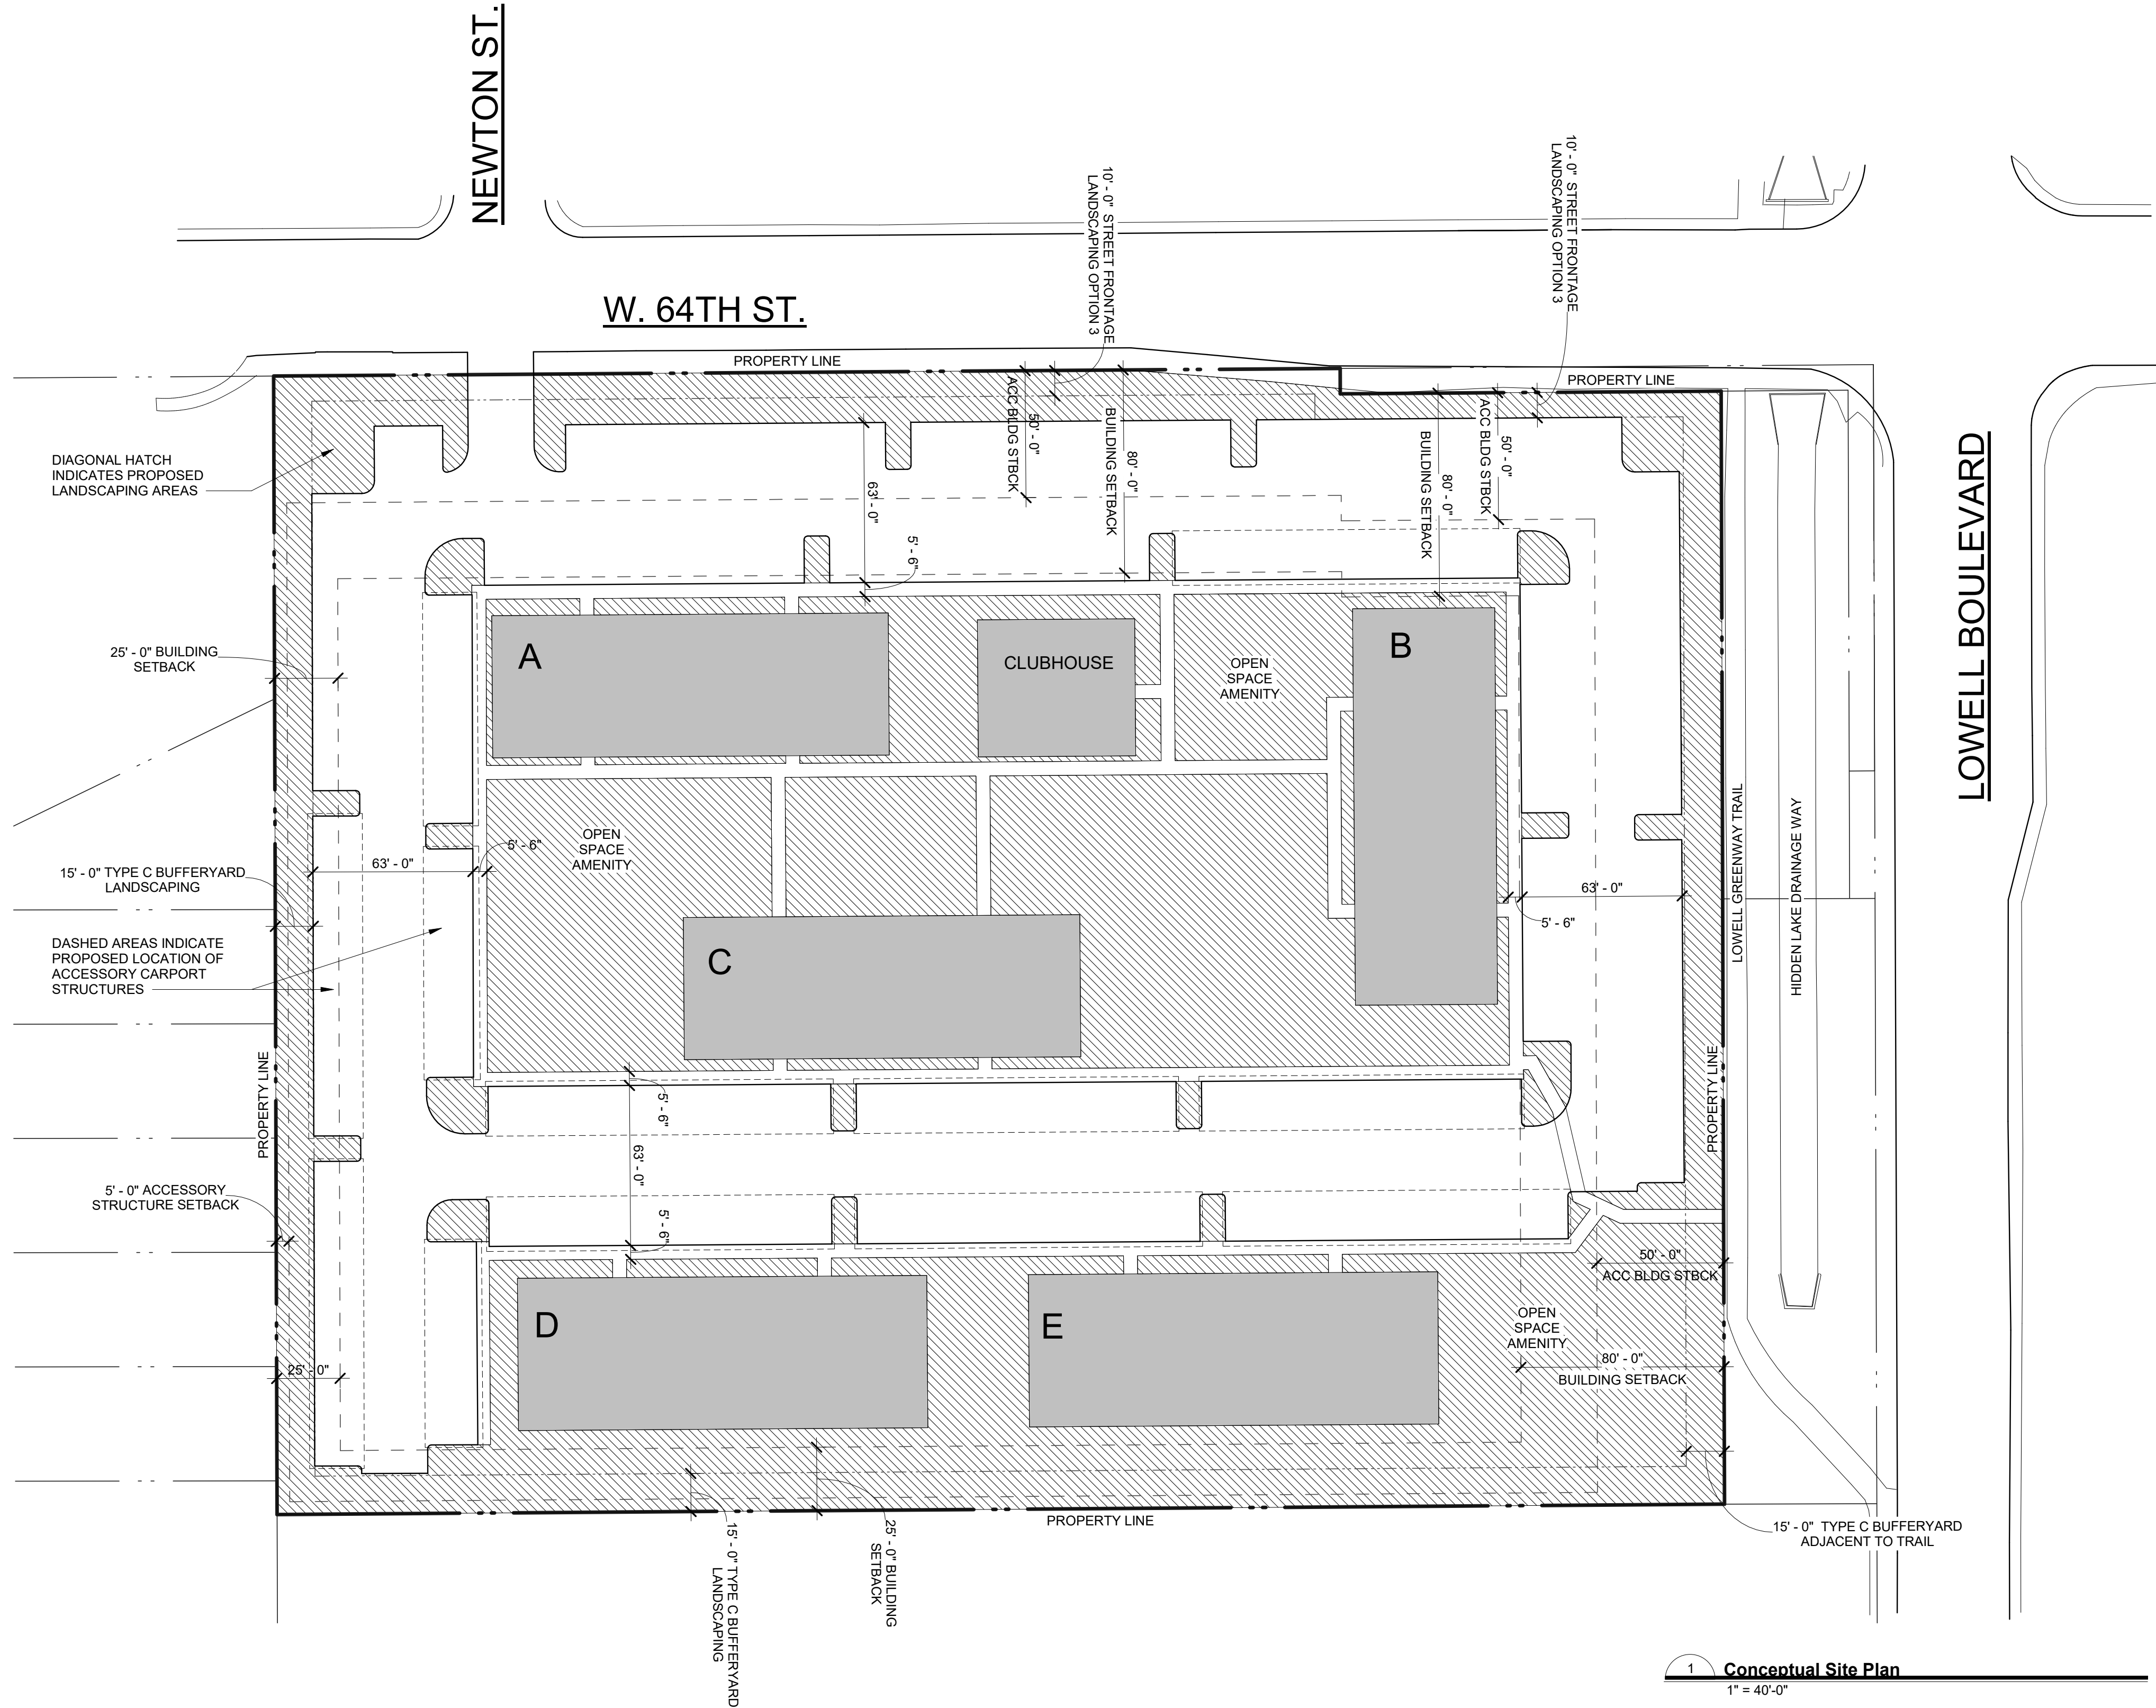 NEWTON ST.
10' - 0"  STREET FRONTAGE
LANDSCAPING OPTION 3
10' - 0"  STREET FRONTAGE
LANDSCAPING OPTION 3
W. 64TH ST.
PROPERTY LINE
PROPERTY LINE
50' - 0"
ACC BLDG STBCK
80' - 0"
BUILDING SETBACK
80' - 0"
BUILDING SETBACK
50' - 0"
ACC BLDG STBCK
DIAGONAL HATCH
INDICATES PROPOSED
LANDSCAPING AREAS
63' - 0"
5' - 6"
LOWELL BOULEVARD
25' - 0" BUILDING
SETBACK
A
CLUBHOUSE
OPEN
SPACE
AMENITY
B
OPEN
SPACE
AMENITY
5' - 6"
63' - 0"
15' - 0" TYPE C BUFFERYARD
LANDSCAPING
63' - 0"
5' - 6"
LOWELL GREENWAY TRAIL
HIDDEN LAKE DRAINAGE WAY
DASHED AREAS INDICATE
PROPOSED LOCATION OF
ACCESSORY CARPORT
STRUCTURES
C
PROPERTY LINE
PROPERTY LINE
5' - 6"
63' - 0"
5' - 6"
5' - 0" ACCESSORY
STRUCTURE SETBACK
50' - 0"
ACC BLDG STBCK
D
E
OPEN
SPACE
AMENITY
80' - 0"
BUILDING SETBACK
25' - 0"
PROPERTY LINE
15' - 0" TYPE C BUFFERYARD
LANDSCAPING
25' - 0" BUILDING
SETBACK
15' - 0"  TYPE C BUFFERYARD
ADJACENT TO TRAIL
1
Conceptual Site Plan
1" = 40'-0"